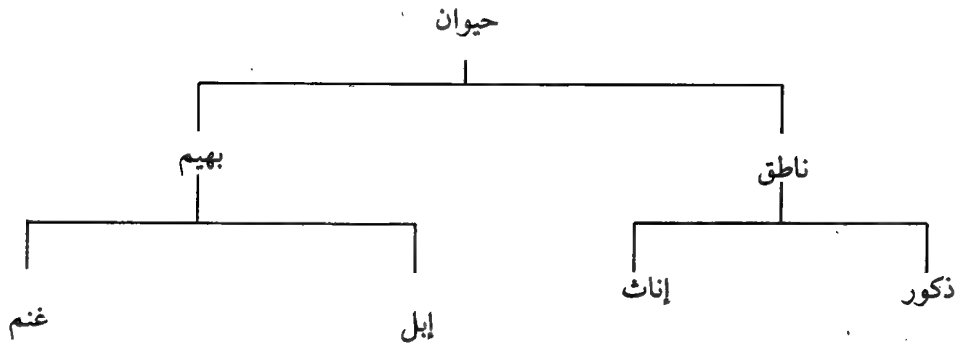 حيوان
ناطق
بهيم
ذكور
إناث
إبل
غنم